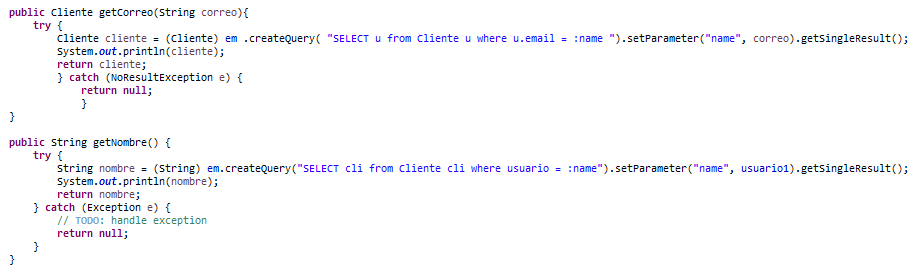 public Cliente getCorreo(String correo){
    try {
        Cliente cliente = (Cliente) em .createQuery( "SELECT u from Cliente u where u.email = :name ").setParameter("name", correo).getSingleResult();
        System.out.println(cliente);
        return cliente;
        } catch (NoResultException e) {
            return null;
            }
}
public String getNombre() {
    try {
        String nombre = (String) em.createQuery("SELECT cli from Cliente cli where usuario = :name").setParameter("name", usuario1).getSingleResult();
        System.out.println(nombre);
        return nombre;
    } catch (Exception e) {
        // TODO: handle exception
        return null;
    }
}